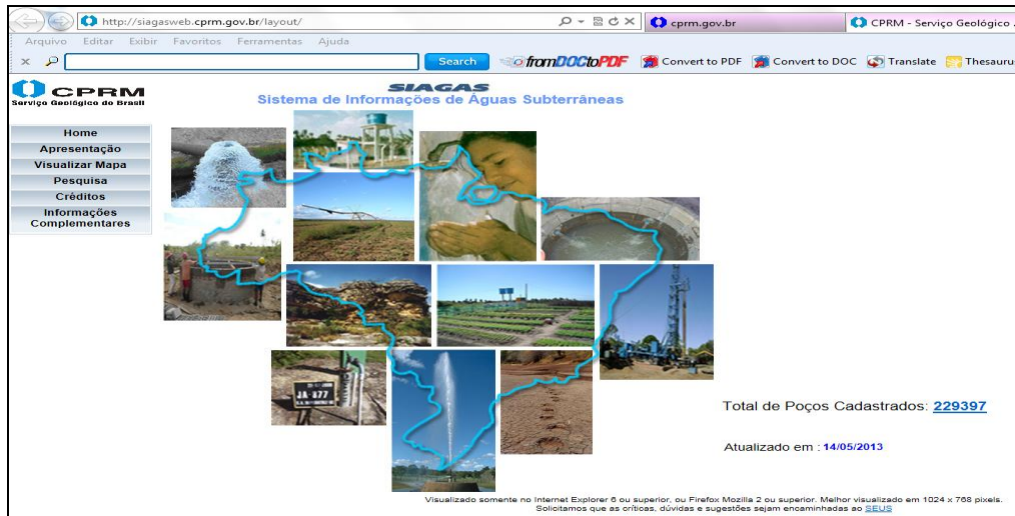 http://siagasweb.cprm.gov.br/layout/
cprm.gov.br
CPRM - Serviço Geológico ...
Arquivo Editar Exibir Favoritos Ferramentas Ajuda
Search
fromDOCtoPDF
Convert to PDF
Convert to DOC
Translate
Thesauru
CPRM
Serviço Geológico do Brasil
SIAGAS
Sistema de Informações de Águas Subterrâneas
Home
Apresentação
Visualizar Mapa
Pesquisa
Créditos
Informações
Complementares
JA-877
Total de Poços Cadastrados: 229397
Atualizado em : 14/05/2013
Visualizado somente no Internet Explorer 6 ou superior, ou Firefox Mozilla 2 ou superior. Melhor visualizado em 1024 x 768 pixels.
Solicitamos que as críticas, dúvidas e sugestões sejam encaminhadas ao SEUS